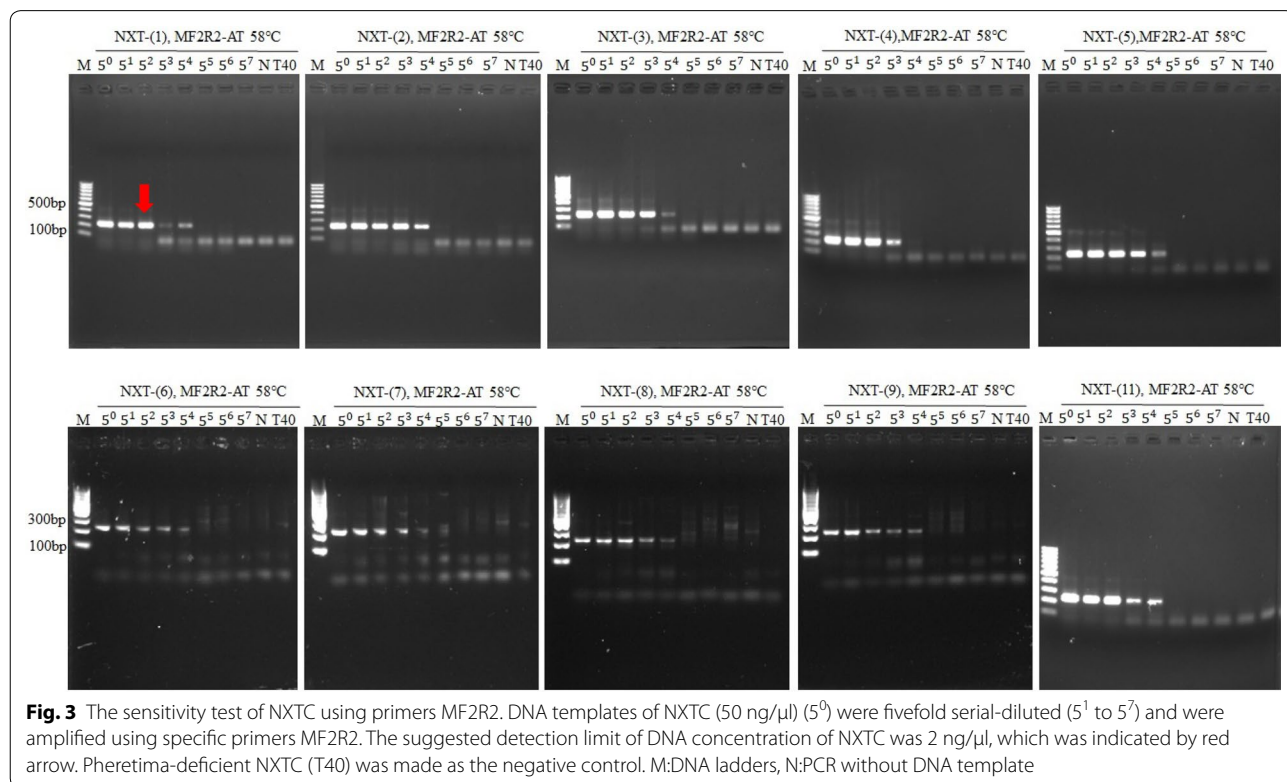 NXT-(1), MF2R2-AT 58°C
M 5⁰ 5¹ 5² 5³ 5⁴ 5⁵ 5⁶ 5⁷ N T40
NXT-(2), MF2R2-AT 58°C
M 5⁰ 5¹ 5² 5³ 5⁴ 5⁵ 5⁶ 5⁷ N T40
NXT-(3), MF2R2-AT 58°C
M 5⁰ 5¹ 5² 5³ 5⁴ 5⁵ 5⁶ 5⁷ N T40
NXT-(4),MF2R2-AT 58°C
M 5⁰ 5¹ 5² 5³ 5⁴ 5⁵ 5⁶ 5⁷ N T40
NXT-(5),MF2R2-AT 58°C
M 5⁰ 5¹ 5² 5³ 5⁴ 5⁵ 5⁶ 5⁷ N T40
500bp
100bp
NXT-(6), MF2R2-AT 58°C
M 5⁰ 5¹ 5² 5³ 5⁴ 5⁵ 5⁶ 5⁷ N T40
NXT-(7), MF2R2-AT 58°C
M 5⁰ 5¹ 5² 5³ 5⁴ 5⁵ 5⁶ 5⁷ N T40
NXT-(8), MF2R2-AT 58°C
M 5⁰ 5¹ 5² 5³ 5⁴ 5⁵ 5⁶ 5⁷ N T40
NXT-(9), MF2R2-AT 58°C
M 5⁰ 5¹ 5² 5³ 5⁴ 5⁵ 5⁶ 5⁷ N T40
NXT-(11), MF2R2-AT 58°C
M 5⁰ 5¹ 5² 5³ 5⁴ 5⁵ 5⁶ 5⁷ N T40
300bp
100bp
Fig. 3 The sensitivity test of NXTC using primers MF2R2. DNA templates of NXTC (50 ng/μl) (5⁰) were fivefold serial-diluted (5¹ to 5⁷) and were
amplified using specific primers MF2R2. The suggested detection limit of DNA concentration of NXTC was 2 ng/μl, which was indicated by red
arrow. Pheretima-deficient NXTC (T40) was made as the negative control. M:DNA ladders, N:PCR without DNA template